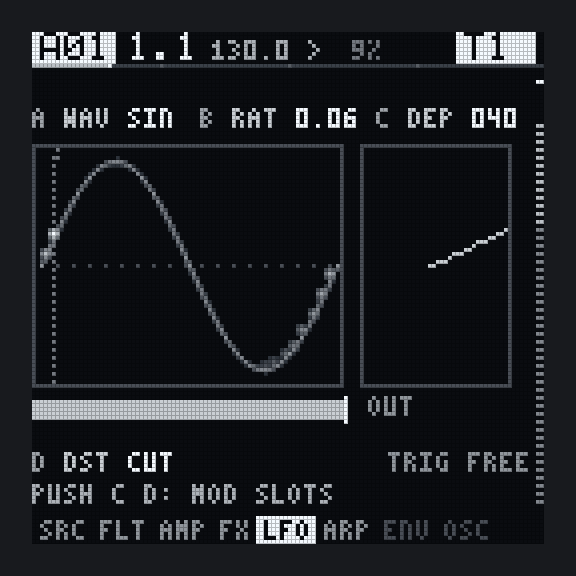 A01 1.1 130.0 > 9% T1
A WAV SIN B RAT 0.06 C DEP 040
OUT
D DST CUT TRIG FREE
PUSH C D: MOD SLOTS
SRC FLT AMP FX LFO ARP ENV OSC